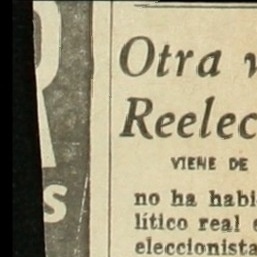 Otra
Reelec
VIENE DE
no ha habi
lítico real
eleccionista
S